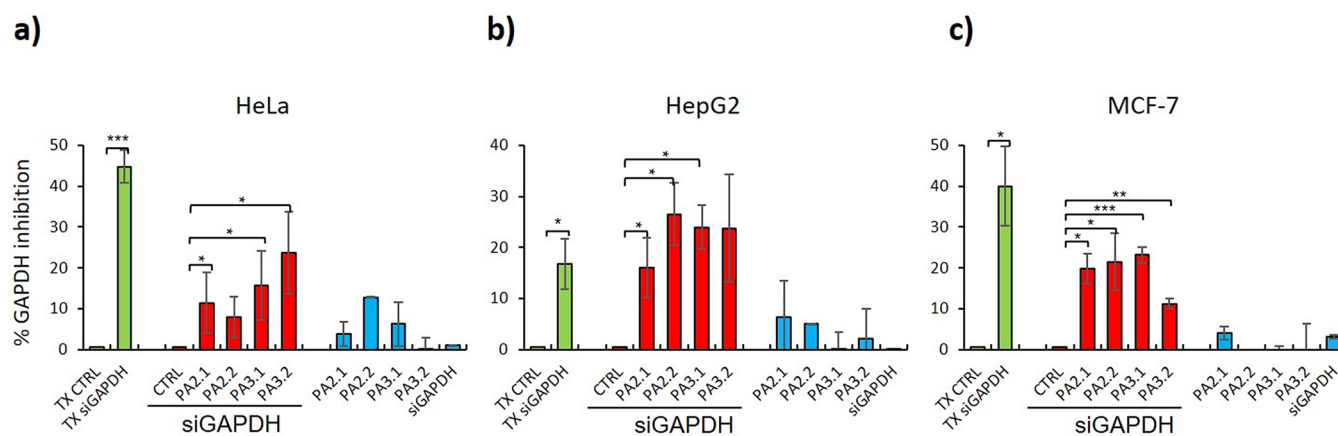 a) b) c)
HeLa HepG2 MCF-7
% GAPDH inhibition
50
40
30
20
10
0
***
*
*
*
TX CTRL
TX siGAPDH
CTRL
PA2.1
PA2.2
PA3.1
PA3.2
siGAPDH
PA2.1
PA2.2
PA3.1
PA3.2
siGAPDH
40
30
20
10
0
*
*
*
*
TX CTRL
TX siGAPDH
CTRL
PA2.1
PA2.2
PA3.1
PA3.2
siGAPDH
PA2.1
PA2.2
PA3.1
PA3.2
siGAPDH
50
40
30
20
10
0
*
**
***
*
*
TX CTRL
TX siGAPDH
CTRL
PA2.1
PA2.2
PA3.1
PA3.2
siGAPDH
PA2.1
PA2.2
PA3.1
PA3.2
siGAPDH